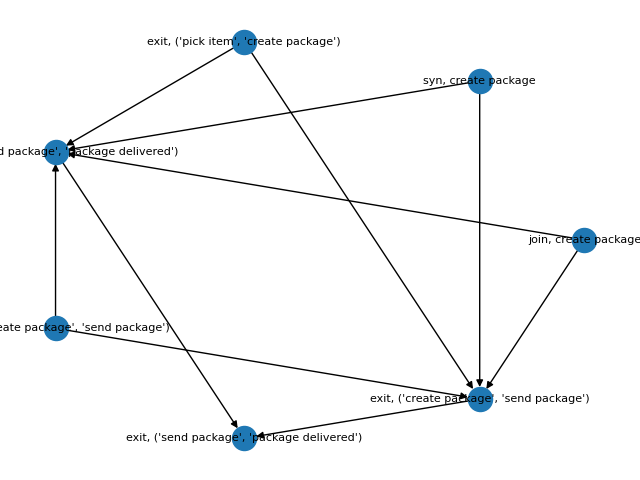 exit, ('pick item', 'create package')
syn, create package
d package', 'package delivered')
join, create package
eate package', 'send package')
exit, ('create package', 'send package')
exit, ('send package', 'package delivered')